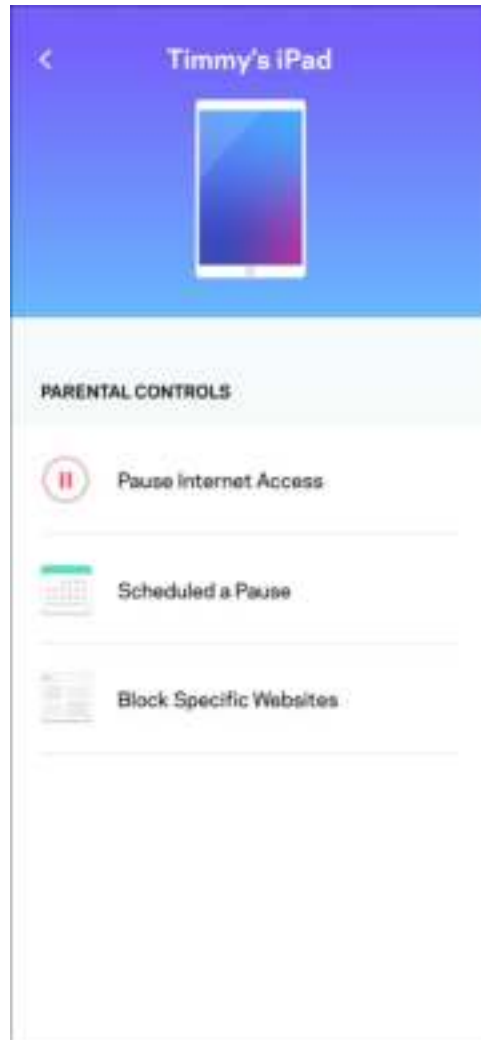 Timmy's iPad
PARENTAL CONTROLS
Pause Internet Access
Scheduled a Pause
Block Specific Websites